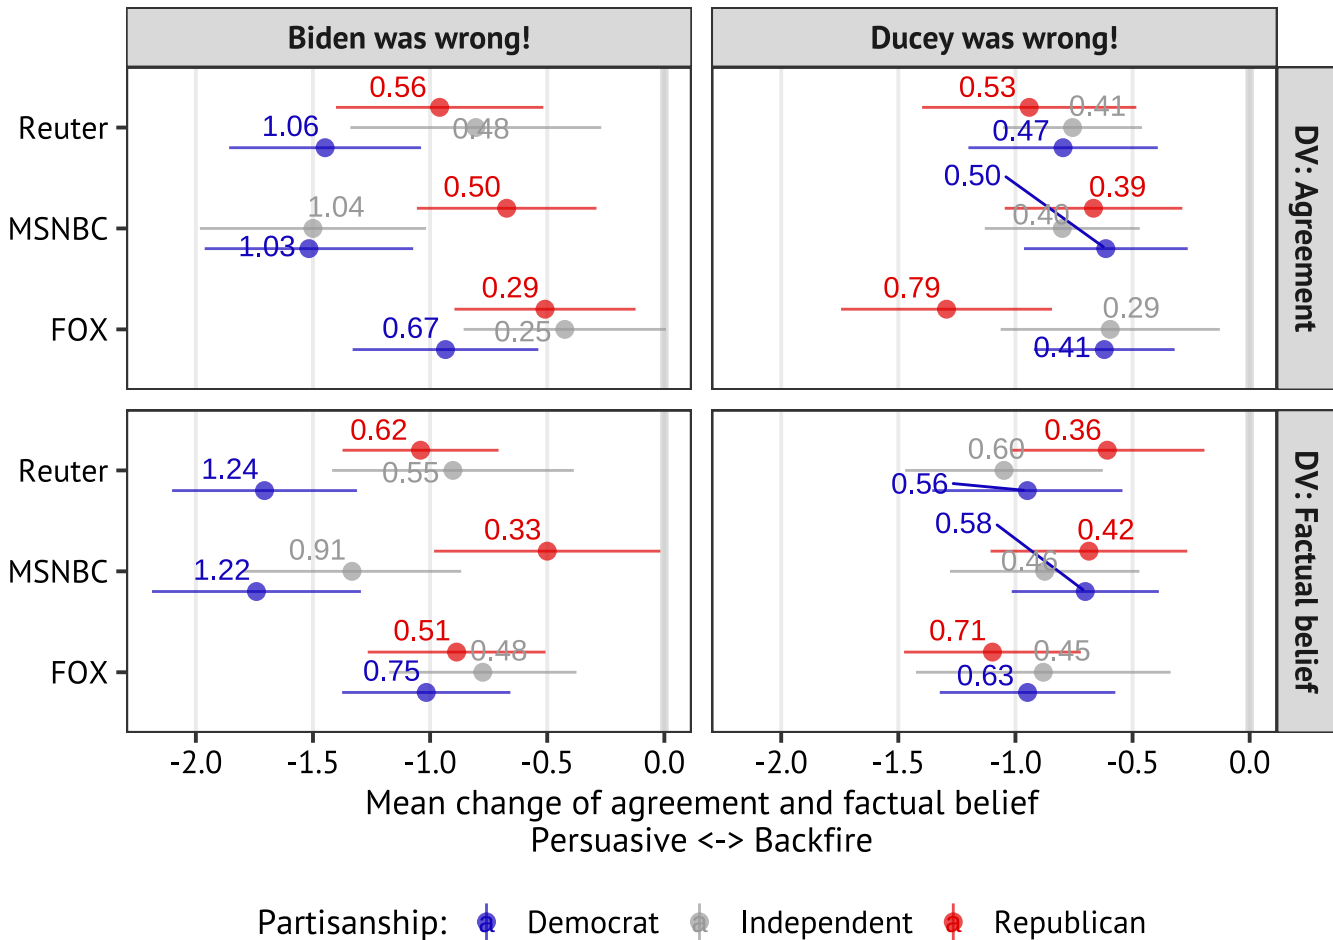 Biden was wrong!
Ducey was wrong!
DV: Agreement
Reuter
MSNBC
FOX
0.56
0.48
1.06
0.50
1.04
1.03
0.29
0.25
0.67
0.53
0.41
0.47
0.39
0.40
0.50
0.79
0.29
0.41
DV: Factual belief
Reuter
MSNBC
FOX
0.62
0.55
1.24
0.33
0.91
1.22
0.51
0.48
0.75
0.36
0.60
0.56
0.42
0.46
0.58
0.71
0.45
0.63
-2.0 -1.5 -1.0 -0.5 0.0
-2.0 -1.5 -1.0 -0.5 0.0
Mean change of agreement and factual belief
Persuasive <-> Backfire
Partisanship: a Democrat a Independent a Republican